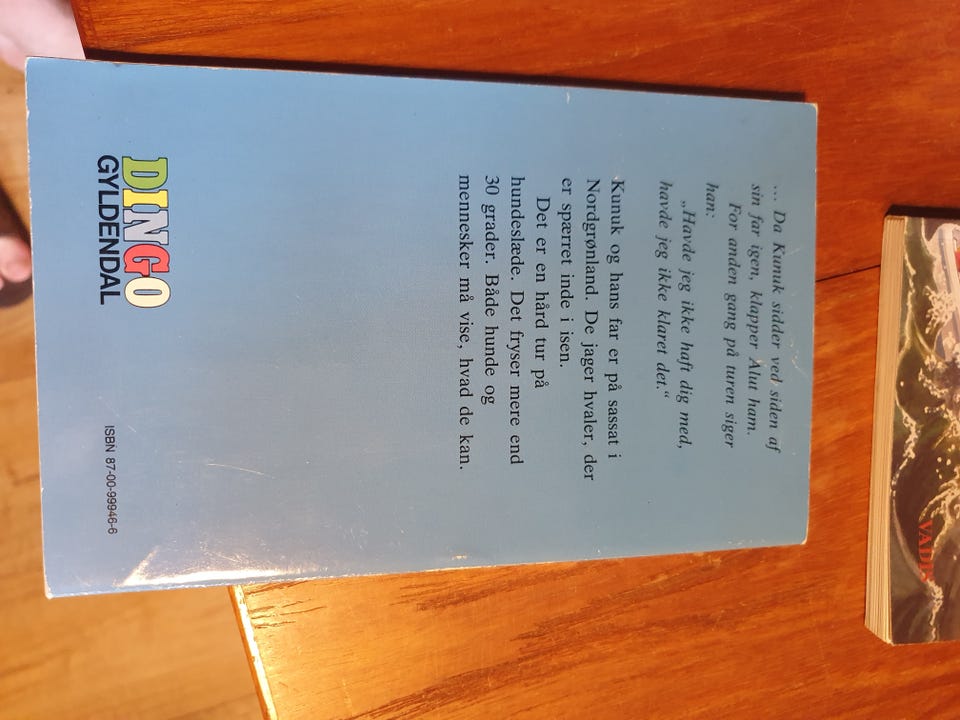 ... Da Kunuk sidder ved siden af
sin far igen, klapper Alut ham.
For anden gang på turen siger
han:
„Havde jeg ikke haft dig med,
havde jeg ikke klaret det.“
Kunuk og hans far er på sassat i
Nordgrønland. De jager hvaler, der
er spærret inde i isen.
Det er en hård tur på
hundeslæde. Det fryser mere end
30 grader. Både hunde og
mennesker må vise, hvad de kan.
DINGO
GYLDENDAL
ISBN 87-00-99946-6